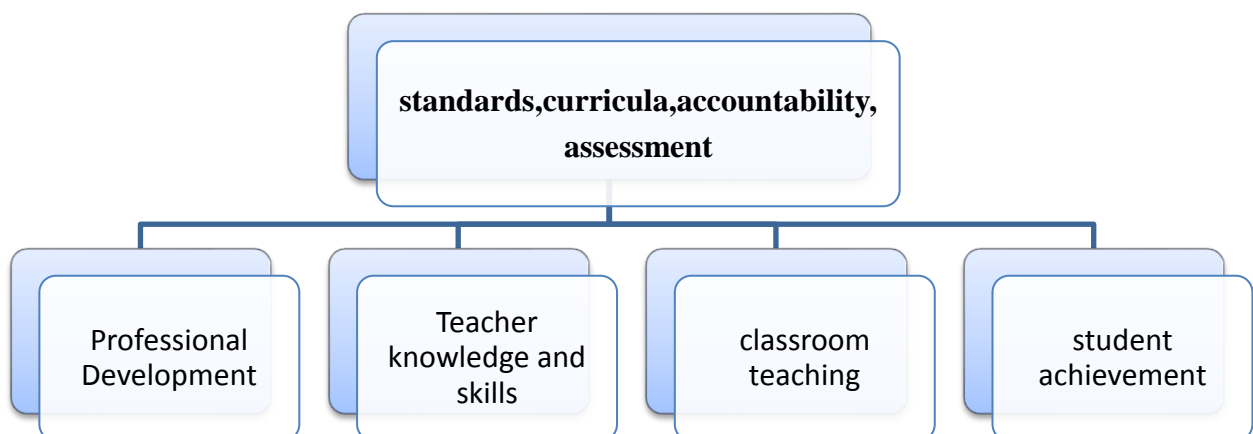 standards,curricula,accountability,
assessment
Professional
Development
Teacher
knowledge and
skills
classroom
teaching
student
achievement